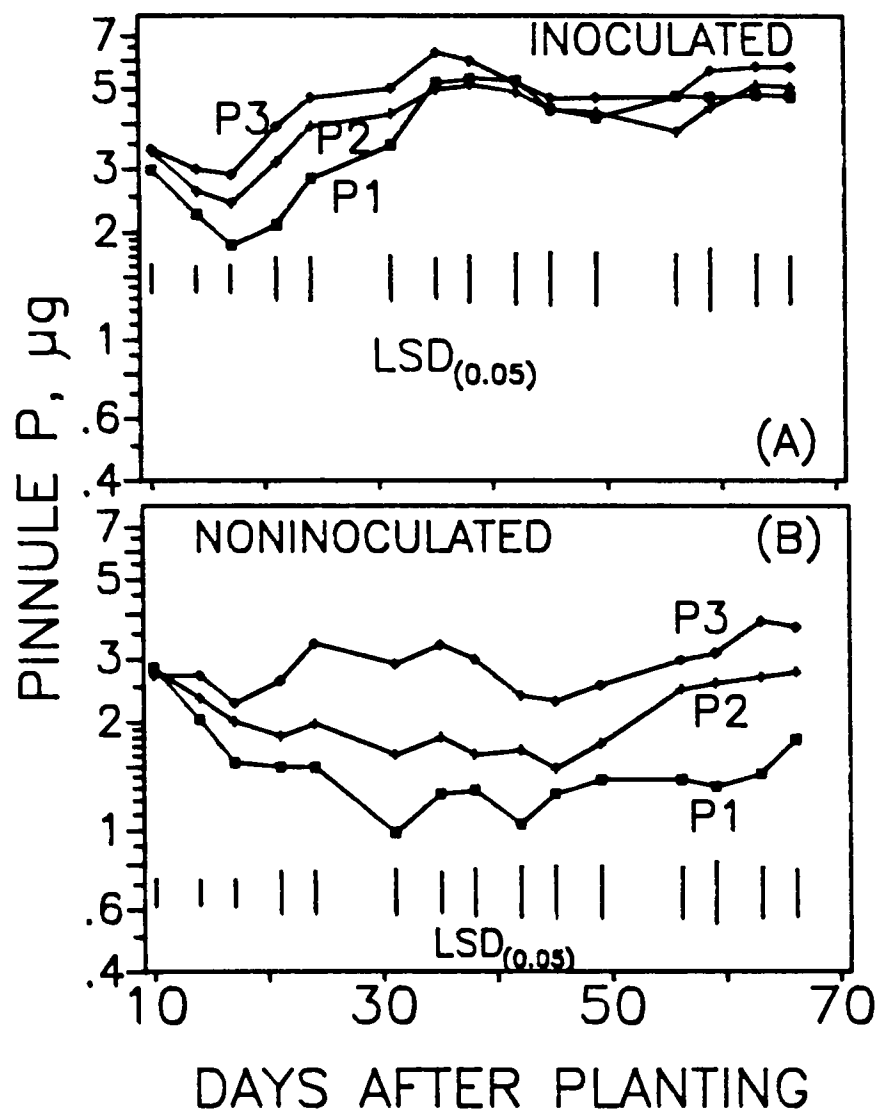 INOCULATED
7
5
3
2
1
.6
.4
P3
P2
P1
LSD(0.05)
(A)
PINNULE P, µg
NONINOCULATED
(B)
7
5
3
2
1
.6
.4
P3
P2
P1
LSD(0.05)
10 30 50 70
DAYS AFTER PLANTING